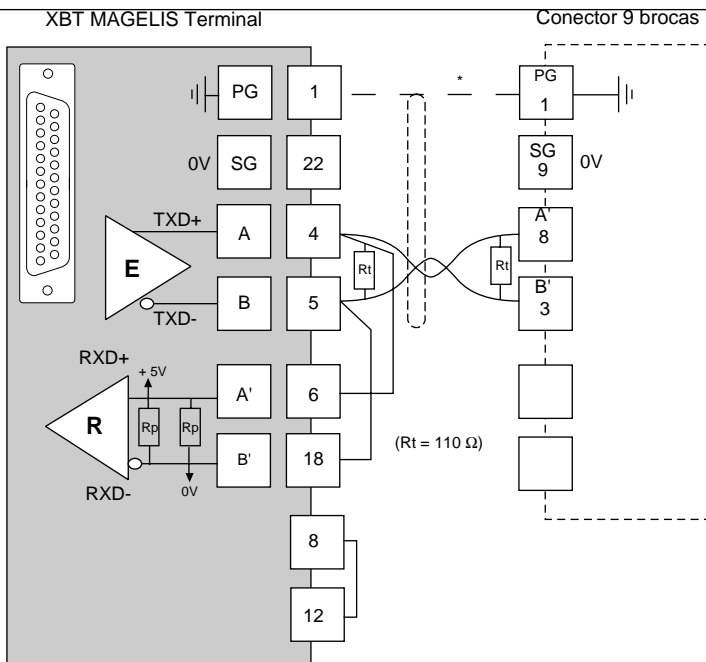 XBT MAGELIS Terminal
Conector 9 brocas
PG
1
*
PG
1
0V
SG
22
SG
9
0V
TXD+
A
4
A'
8
E
Rt
Rt
TXD-
B
5
B'
3
RXD+
+ 5V
A'
6
R
Rp
Rp
B'
18
(Rt = 110 Ω)
RXD-
0V
8
12